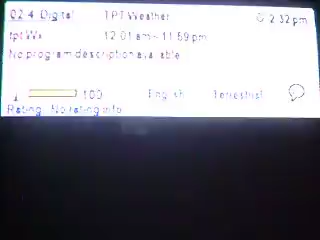 02.4 Digital TPT Weather 2:32 pm
tptWx 12:01 am - 11:59 pm
No program description available
100 English Terrestrial
Rating: No rating info